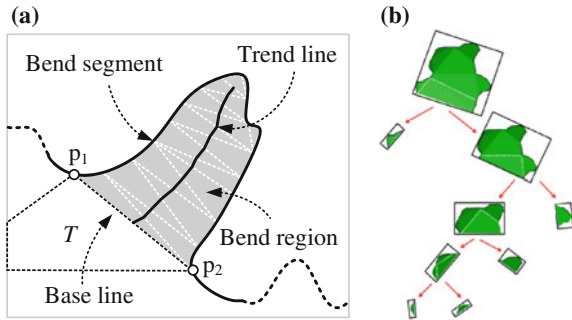 (a)
(b)
Bend segment
Trend line
p1
T
Bend region
p2
Base line